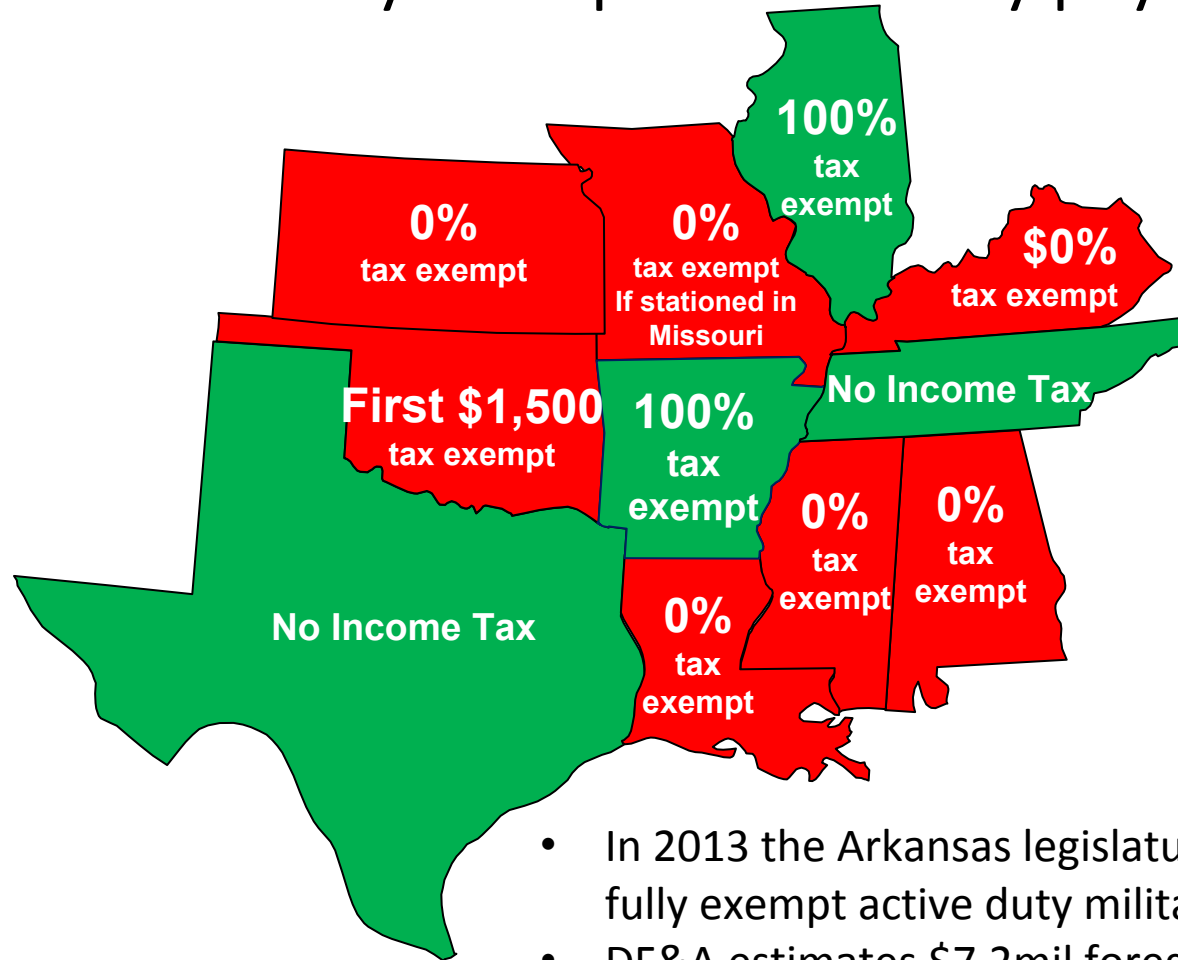 100%
tax
exempt
0%
tax exempt
0%
tax exempt
If stationed in
Missouri
$0%
tax exempt
First $1,500
tax exempt
100%
tax
exempt
No Income Tax
0%
tax
exempt
0%
tax
exempt
No Income Tax
0%
tax
exempt
• In 2013 the Arkansas legislatu
fully exempt active duty milita